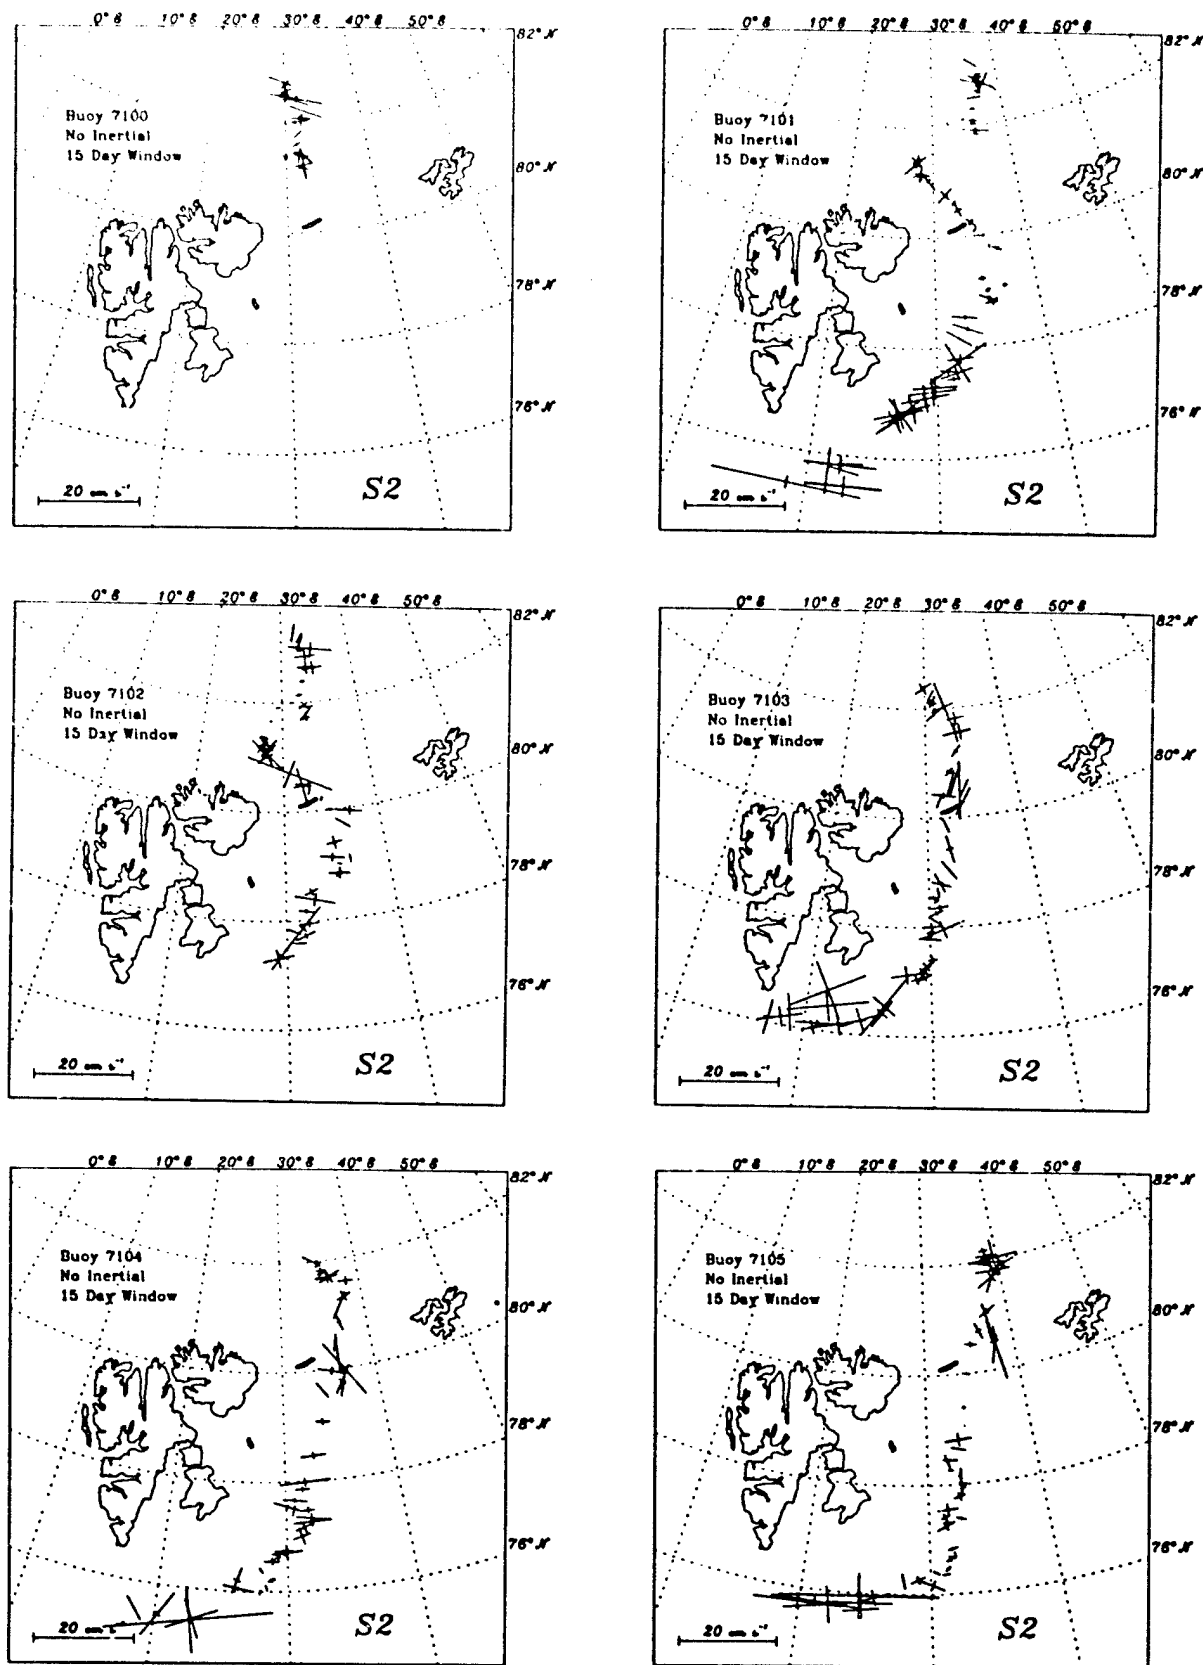 0°E 10°E 20°E 30°E 40°E 50°E
82°N
Buoy 7100
No Inertial
15 Day Window
80°N
78°N
76°N
20 cm s⁻¹
S2
0°E 10°E 20°E 30°E 40°E 50°E
82°N
Buoy 7101
No Inertial
15 Day Window
80°N
78°N
76°N
20 cm s⁻¹
S2
0°E 10°E 20°E 30°E 40°E 50°E
82°N
Buoy 7102
No Inertial
15 Day Window
80°N
78°N
76°N
20 cm s⁻¹
S2
0°E 10°E 20°E 30°E 40°E 50°E
82°N
Buoy 7103
No Inertial
15 Day Window
80°N
78°N
76°N
20 cm s⁻¹
S2
0°E 10°E 20°E 30°E 40°E 50°E
82°N
Buoy 7104
No Inertial
15 Day Window
80°N
78°N
76°N
20 cm s⁻¹
S2
0°E 10°E 20°E 30°E 40°E 50°E
82°N
Buoy 7105
No Inertial
15 Day Window
80°N
78°N
76°N
20 cm s⁻¹
S2